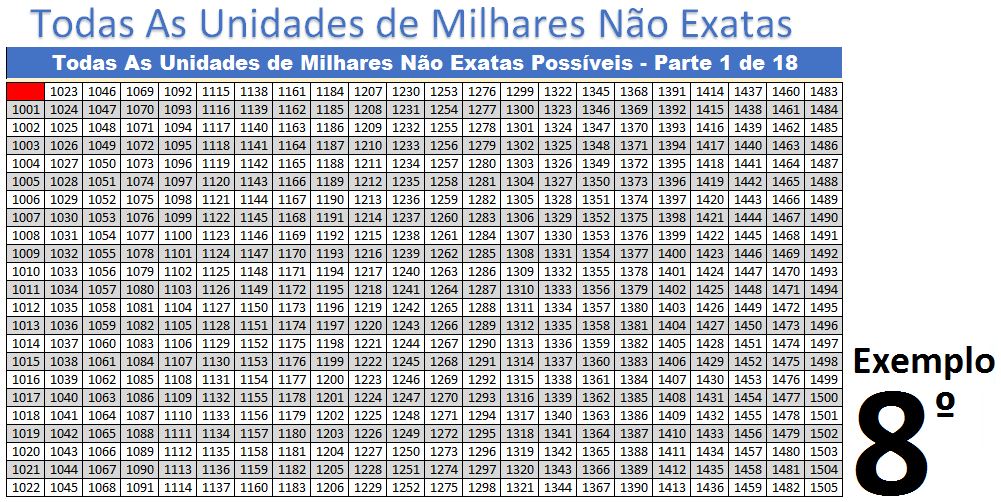 Todas As Unidades de Milhares Não Exatas
Todas As Unidades de Milhares Não Exatas Possíveis - Parte 1 de 18
1023 1046 1069 1092 1115 1138 1161 1184 1207 1230 1253 1276 1299 1322 1345 1368 1391 1414 1437 1460 1483
1001 1024 1047 1070 1093 1116 1139 1162 1185 1208 1231 1254 1277 1300 1323 1346 1369 1392 1415 1438 1461 1484
1002 1025 1048 1071 1094 1117 1140 1163 1186 1209 1232 1255 1278 1301 1324 1347 1370 1393 1416 1439 1462 1485
1003 1026 1049 1072 1095 1118 1141 1164 1187 1210 1233 1256 1279 1302 1325 1348 1371 1394 1417 1440 1463 1486
1004 1027 1050 1073 1096 1119 1142 1165 1188 1211 1234 1257 1280 1303 1326 1349 1372 1395 1418 1441 1464 1487
1005 1028 1051 1074 1097 1120 1143 1166 1189 1212 1235 1258 1281 1304 1327 1350 1373 1396 1419 1442 1465 1488
1006 1029 1052 1075 1098 1121 1144 1167 1190 1213 1236 1259 1282 1305 1328 1351 1374 1397 1420 1443 1466 1489
1007 1030 1053 1076 1099 1122 1145 1168 1191 1214 1237 1260 1283 1306 1329 1352 1375 1398 1421 1444 1467 1490
1008 1031 1054 1077 1100 1123 1146 1169 1192 1215 1238 1261 1284 1307 1330 1353 1376 1399 1422 1445 1468 1491
1009 1032 1055 1078 1101 1124 1147 1170 1193 1216 1239 1262 1285 1308 1331 1354 1377 1400 1423 1446 1469 1492
1010 1033 1056 1079 1102 1125 1148 1171 1194 1217 1240 1263 1286 1309 1332 1355 1378 1401 1424 1447 1470 1493
1011 1034 1057 1080 1103 1126 1149 1172 1195 1218 1241 1264 1287 1310 1333 1356 1379 1402 1425 1448 1471 1494
1012 1035 1058 1081 1104 1127 1150 1173 1196 1219 1242 1265 1288 1311 1334 1357 1380 1403 1426 1449 1472 1495
1013 1036 1059 1082 1105 1128 1151 1174 1197 1220 1243 1266 1289 1312 1335 1358 1381 1404 1427 1450 1473 1496
1014 1037 1060 1083 1106 1129 1152 1175 1198 1221 1244 1267 1290 1313 1336 1359 1382 1405 1428 1451 1474 1497
1015 1038 1061 1084 1107 1130 1153 1176 1199 1222 1245 1268 1291 1314 1337 1360 1383 1406 1429 1452 1475 1498
1016 1039 1062 1085 1108 1131 1154 1177 1200 1223 1246 1269 1292 1315 1338 1361 1384 1407 1430 1453 1476 1499
1017 1040 1063 1086 1109 1132 1155 1178 1201 1224 1247 1270 1293 1316 1339 1362 1385 1408 1431 1454 1477 1500
1018 1041 1064 1087 1110 1133 1156 1179 1202 1225 1248 1271 1294 1317 1340 1363 1386 1409 1432 1455 1478 1501
1019 1042 1065 1088 1111 1134 1157 1180 1203 1226 1249 1272 1295 1318 1341 1364 1387 1410 1433 1456 1479 1502
1020 1043 1066 1089 1112 1135 1158 1181 1204 1227 1250 1273 1296 1319 1342 1365 1388 1411 1434 1457 1480 1503
1021 1044 1067 1090 1113 1136 1159 1182 1205 1228 1251 1274 1297 1320 1343 1366 1389 1412 1435 1458 1481 1504
1022 1045 1068 1091 1114 1137 1160 1183 1206 1229 1252 1275 1298 1321 1344 1367 1390 1413 1436 1459 1482 1505
Exemplo
8º